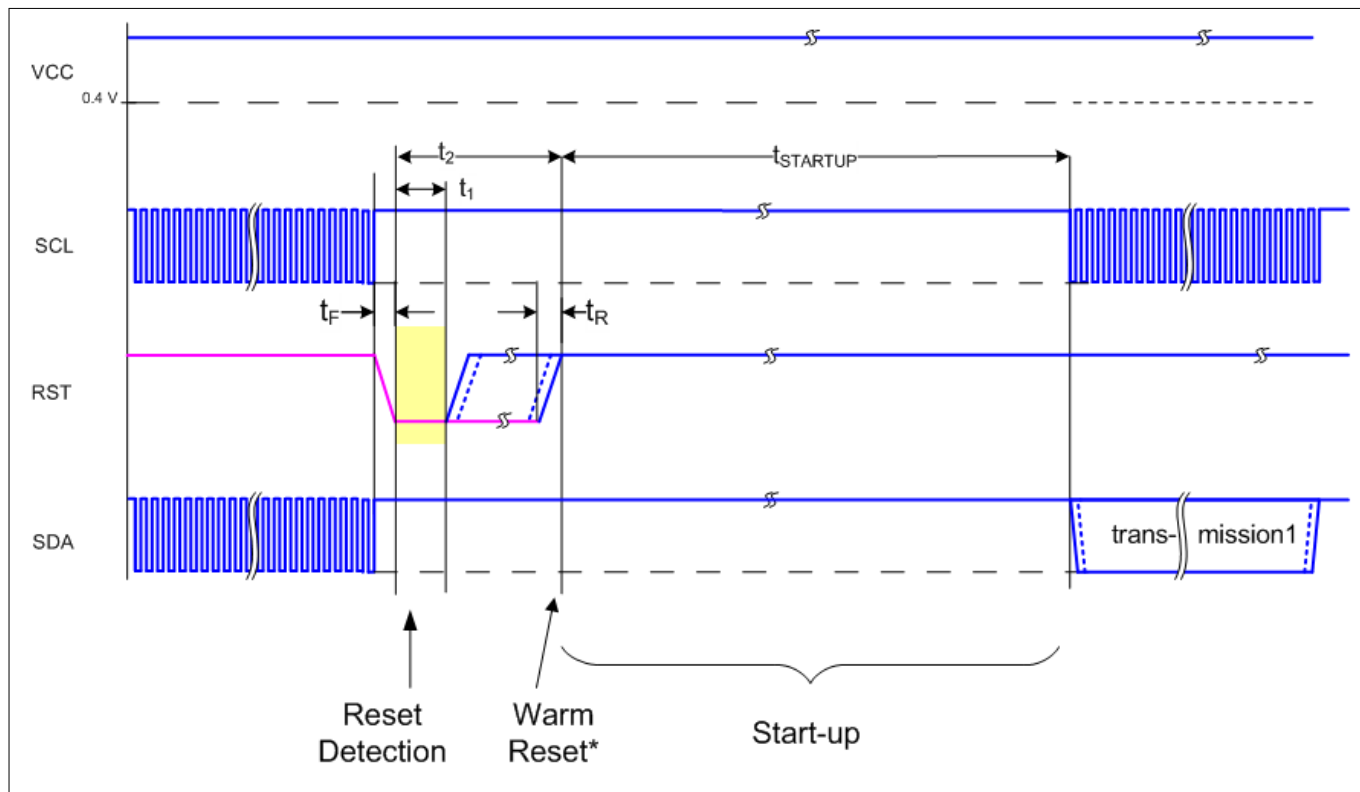 VCC
0.4 V
t2
tSTARTUP
t1
SCL
tF
tR
RST
SDA
trans- mission1
Reset
Detection
Warm
Reset*
Start-up